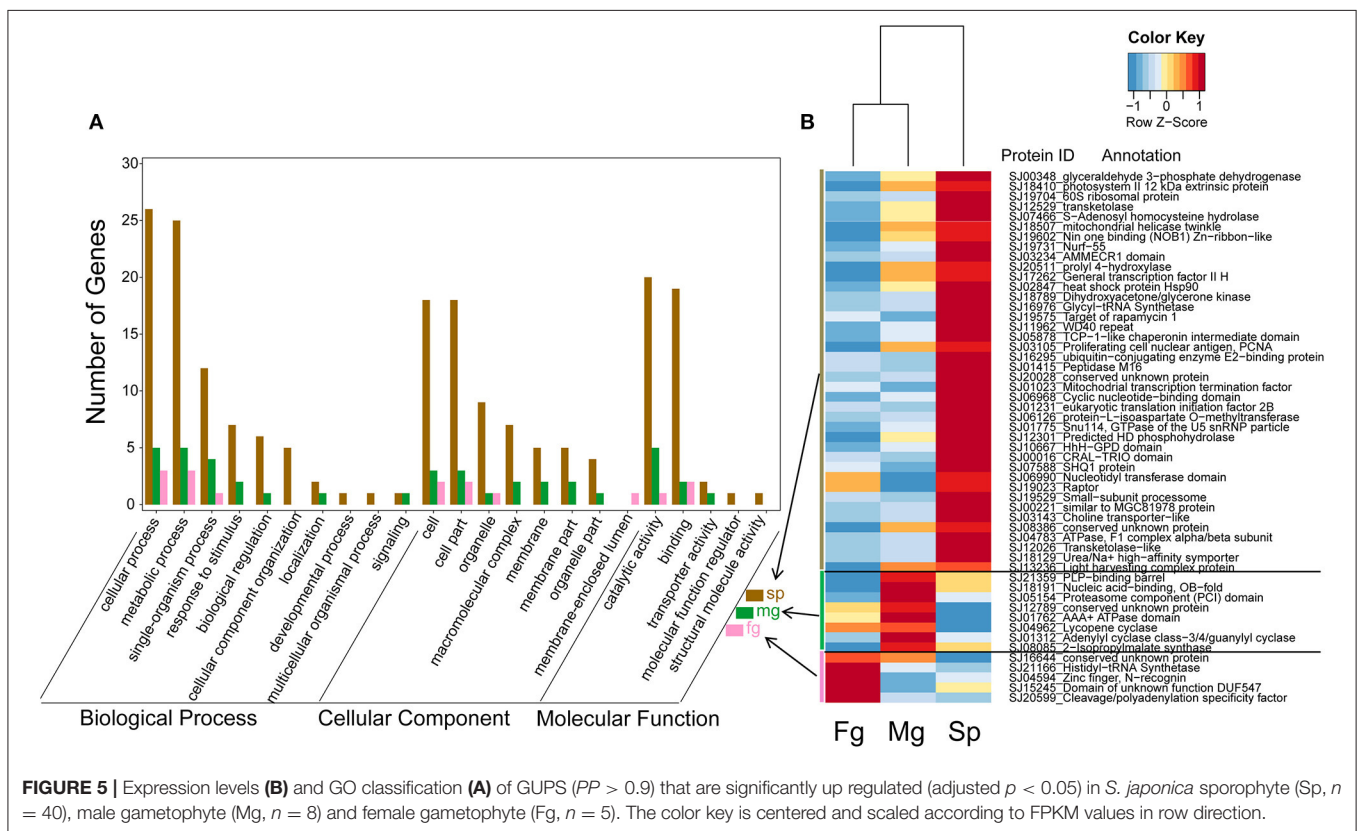 A
Number of Genes
30
25
20
15
10
5
0
cellular process
metabolic process
single-organism process
response to stimulus
biological regulation
cellular component organization
localization
developmental process
multicellular organismal process
signaling
cell
cell part
organelle
macromolecular complex
membrane
membrane part
organelle part
membrane-enclosed lumen
catalytic activity
binding
transporter activity
molecular function regulator
structural molecule activity
Biological Process
Cellular Component
Molecular Function
sp
mg
fg
B
Color Key
−1 0 1
Row Z−Score
Protein ID Annotation
SJ00348_glyceraldehyde 3−phosphate dehydrogenase
SJ18410_photosystem II 12 kDa extrinsic protein
SJ19704_60S ribosomal protein
SJ12529_transketolase
SJ07466_S−Adenosyl homocysteine hydrolase
SJ18507_mitochondrial helicase twinkle
SJ19602_Nin one binding (NOB1) Zn−ribbon−like
SJ19731_Nurf−55
SJ03234_AMMECR1 domain
SJ20511_prolyl 4−hydroxylase
SJ17262_General transcription factor II H
SJ02847_heat shock protein Hsp90
SJ18789_Dihydroxyacetone/glycerone kinase
SJ16976_Glycyl−tRNA Synthetase
SJ19575_Target of rapamycin 1
SJ11962_WD40 repeat
SJ05878_TCP−1−like chaperonin intermediate domain
SJ03105_Proliferating cell nuclear antigen, PCNA
SJ16295_ubiquitin−conjugating enzyme E2−binding protein
SJ01415_Peptidase M16
SJ20028_conserved unknown protein
SJ01023_Mitochondrial transcription termination factor
SJ06968_Cyclic nucleotide−binding domain
SJ01231_eukaryotic translation initiation factor 2B
SJ06126_protein−L−isoaspartate O−methyltransferase
SJ01775_Snu114, GTPase of the U5 snRNP particle
SJ12301_Predicted HD phosphohydrolase
SJ10667_HhH−GPD domain
SJ00016_CRAL−TRIO domain
SJ07588_SHQ1 protein
SJ06990_Nucleotidyl transferase domain
SJ19023_Raptor
SJ19529_Small−subunit processome
SJ00221_similar to MGC81978 protein
SJ03143_Choline transporter−like
SJ08386_conserved unknown protein
SJ04783_ATPase, F1 complex alpha/beta subunit
SJ12026_Transketolase−like
SJ18129_Urea/Na+ high−affinity symporter
SJ13236_Light harvesting complex protein
SJ21359_PLP−binding barrel
SJ18191_Nucleic acid−binding, OB−fold
SJ05154_Proteasome component (PCI) domain
SJ12789_conserved unknown protein
SJ01762_AAA+ ATPase domain
SJ04962_Lycopene cyclase
SJ01312_Adenylyl cyclase class−3/4/guanylyl cyclase
SJ08085_2−Isopropylmalate synthase
SJ16644_conserved unknown protein
SJ21166_Histidyl−tRNA Synthetase
SJ04594_Zinc finger, N−recognin
SJ15245_Domain of unknown function DUF547
SJ20599_Cleavage/polyadenylation specificity factor
Fg Mg Sp
FIGURE 5 | Expression levels (B) and GO classification (A) of GUPS (PP > 0.9) that are significantly up regulated (adjusted p < 0.05) in S. japonica sporophyte (Sp, n
= 40), male gametophyte (Mg, n = 8) and female gametophyte (Fg, n = 5). The color key is centered and scaled according to FPKM values in row direction.